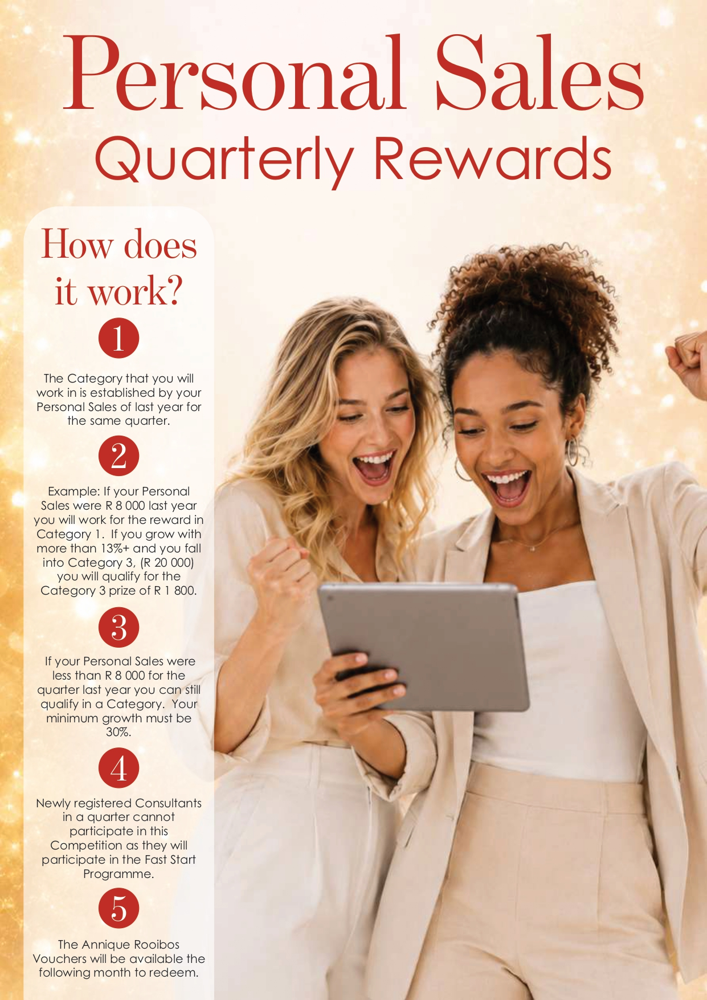 Personal Sales
Quarterly Rewards
How does
it work?
1
The Category that you will
work in is established by your
Personal Sales of last year for
the same quarter.
2
Example: If your Personal
Sales were R 8 000 last year
you will work for the reward in
Category 1.  If you grow with
more than 13%+ and you fall
into Category 3, (R 20 000)
you will qualify for the
Category 3 prize of R 1 800.
3
If your Personal Sales were
less than R 8 000 for the
quarter last year you can still
qualify in a Category.  Your
minimum growth must be
30%.
4
Newly registered Consultants
in a quarter cannot
participate in this
Competition as they will
participate in the Fast Start
Programme.
5
The Annique Rooibos
Vouchers will be available the
following month to redeem.